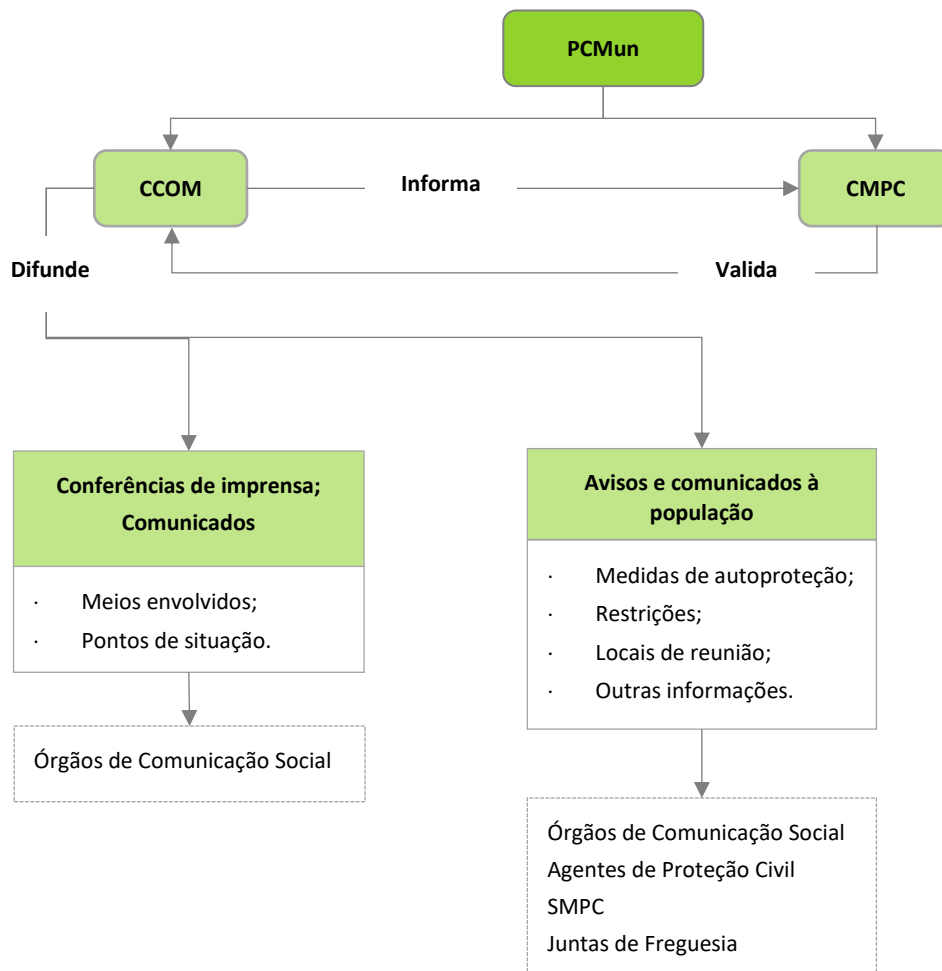 PCMun
CCOM
Informa
CMPC
Difunde
Valida
Conferências de imprensa;
Comunicados
· Meios envolvidos;
· Pontos de situação.
Órgãos de Comunicação Social
Avisos e comunicados à
população
· Medidas de autoproteção;
· Restrições;
· Locais de reunião;
· Outras informações.
Órgãos de Comunicação Social
Agentes de Proteção Civil
SMPC
Juntas de Freguesia